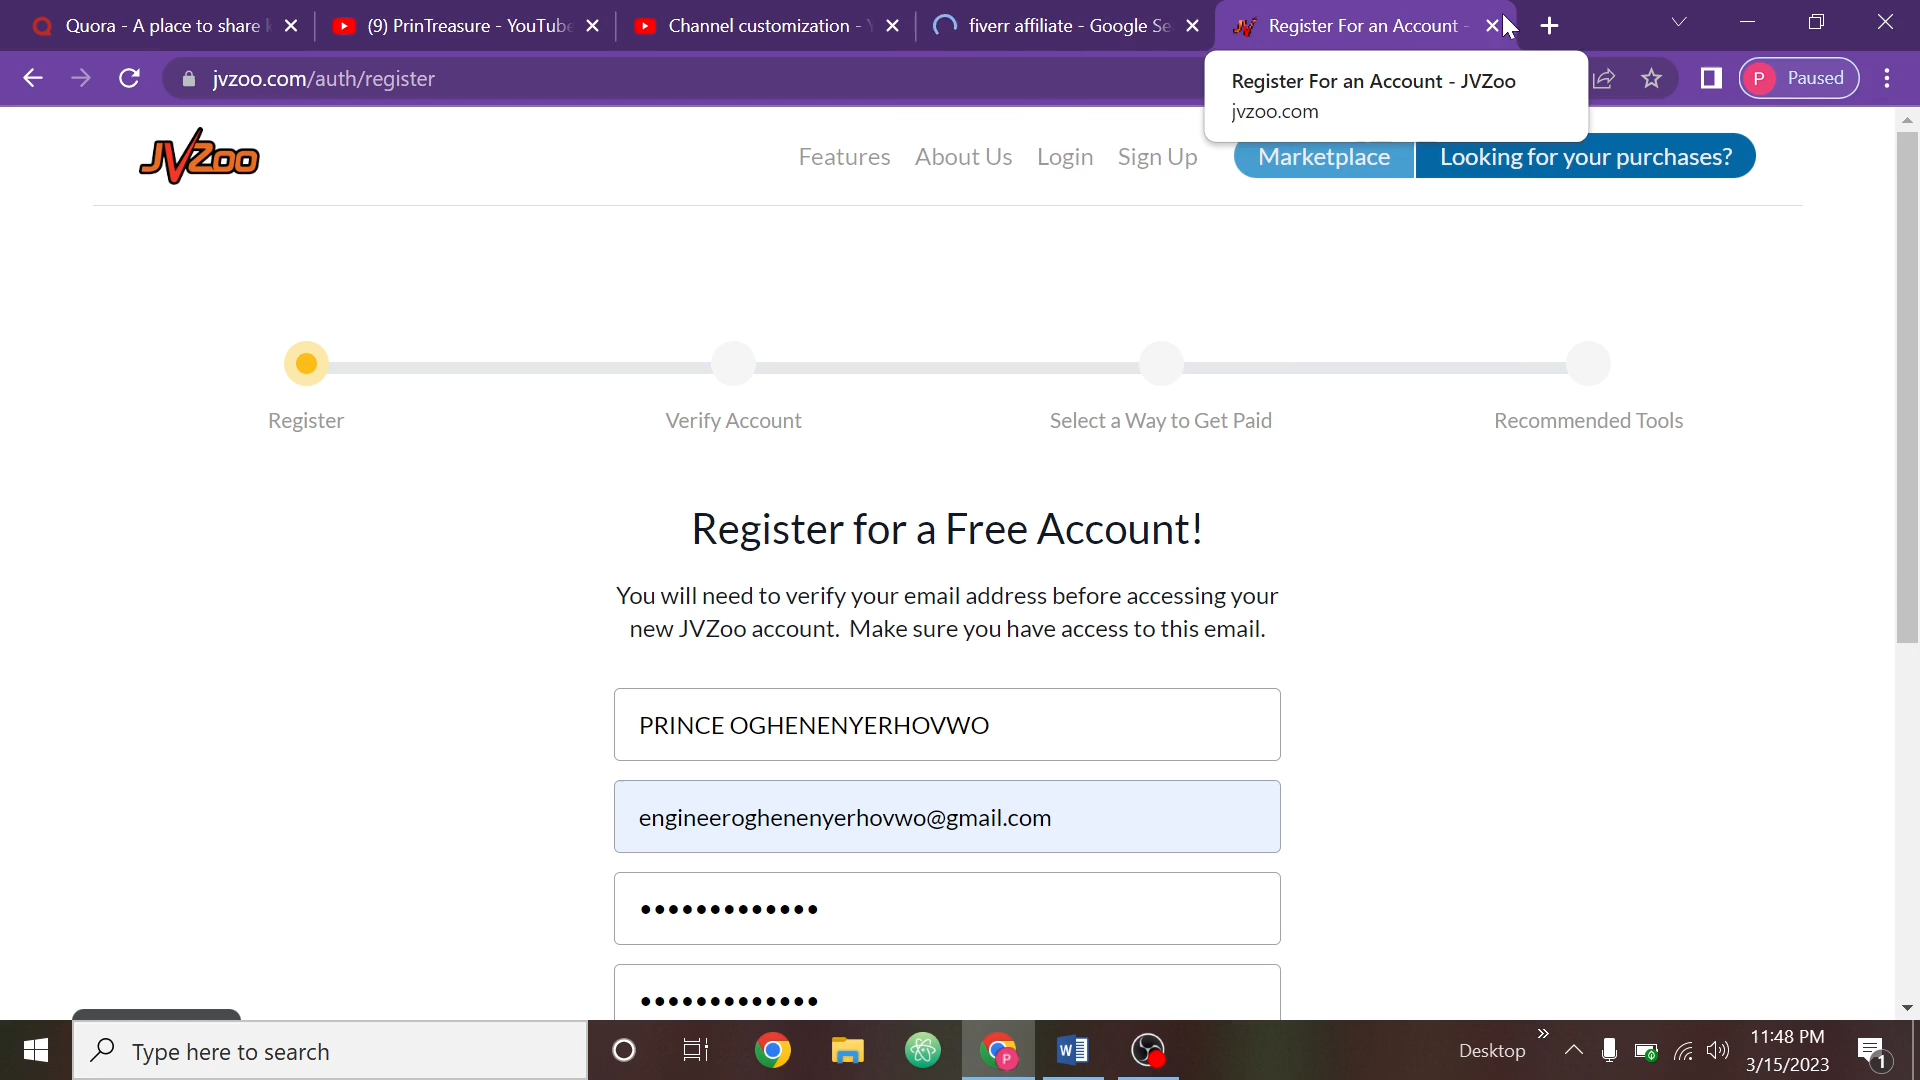 Quora - A place to share
(9) PrinTreasure - YouTube
Channel customization -
fiverr affiliate - Google Se
Register For an Account -
jvzoo.com/auth/register
P Paused
Register For an Account - JVZoo
jvzoo.com
JVZoo
Features About Us Login Sign Up Marketplace Looking for your purchases?
Register Verify Account Select a Way to Get Paid Recommended Tools
Register for a Free Account!
You will need to verify your email address before accessing your
new JVZoo account. Make sure you have access to this email.
PRINCE OGHENENYERHOVWO
engineeroghenenyerhovwo@gmail.com
•••••••••••••
•••••••••••••
Type here to search
Desktop
11:48 PM
3/15/2023
1